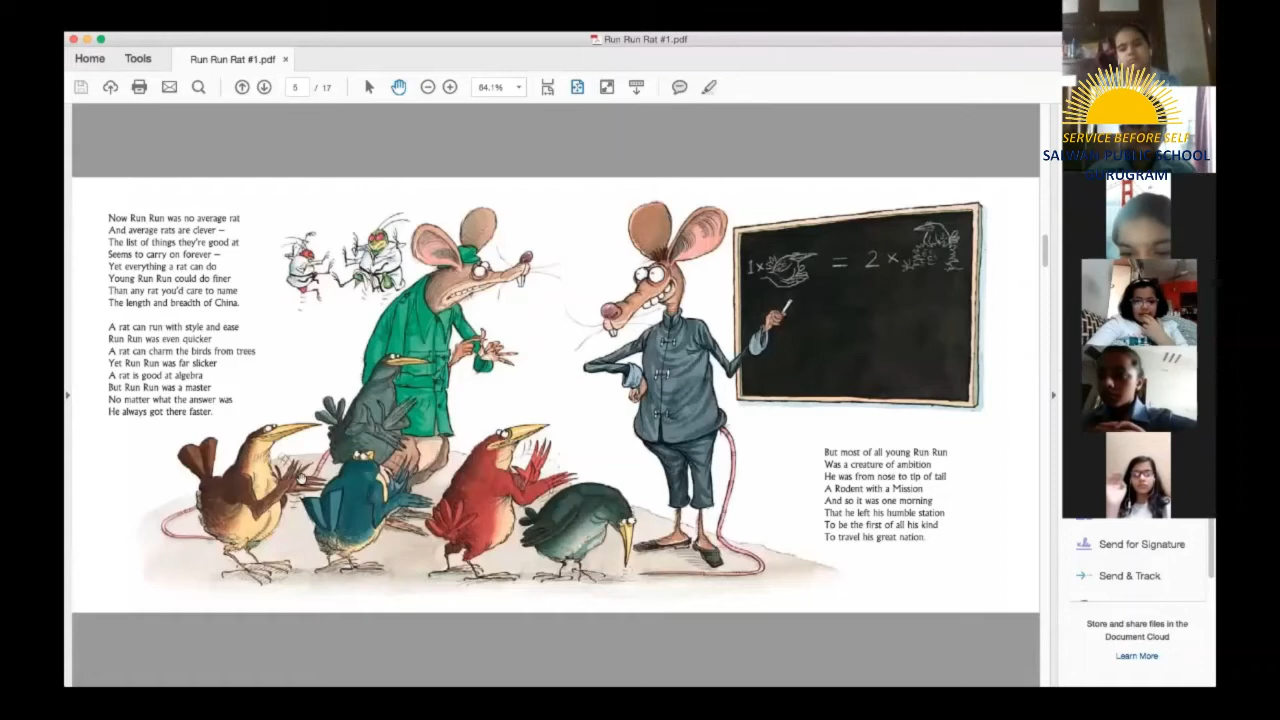 Run Run Rat #1.pdf
Home
Tools
Run Run Rat #1.pdf ×
5 / 17
84.1%
SERVICE BEFORE SELF
SALWAN PUBLIC SCHOOL
GURUGRAM
Now Run Run was no average rat
And average rats are clever –
The list of things they're good at
Seems to carry on forever –
Yet everything a rat can do
Young Run Run could do finer
Than any rat you'd care to name
The length and breadth of China.
A rat can run with style and ease
Run Run was even quicker
A rat can charm the birds from trees
Yet Run Run was far slicker
A rat is good at algebra
But Run Run was a master
No matter what the answer was
He always got there faster.
1 × = 2 ×
But most of all young Run Run
Was a creature of ambition
He was from nose to tip of tail
A Rodent with a Mission
And so it was one morning
That he left his humble station
To be the first of all his kind
To travel his great nation.
Send for Signature
Send & Track
Store and share files in the
Document Cloud
Learn More